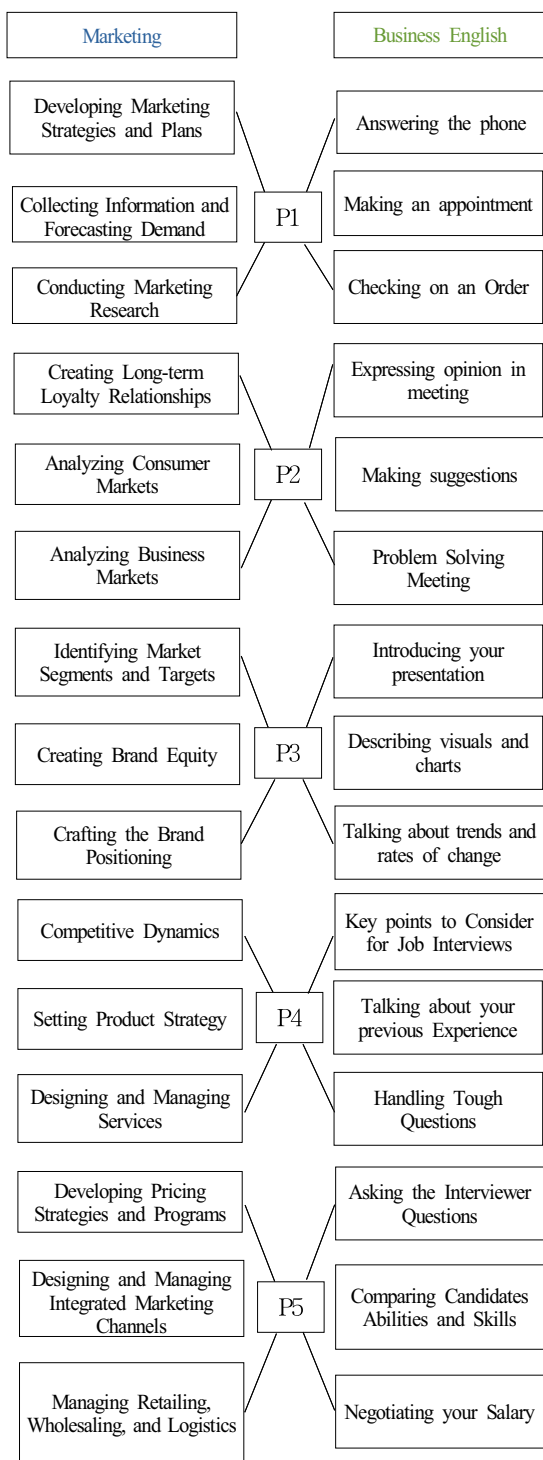 Marketing
Business English
Developing Marketing
Strategies and Plans
Answering the phone
Collecting Information and
Forecasting Demand
P1
Making an appointment
Conducting Marketing
Research
Checking on an Order
Creating Long-term
Loyalty Relationships
Expressing opinion in
meeting
Analyzing Consumer
Markets
P2
Making suggestions
Analyzing Business
Markets
Problem Solving
Meeting
Identifying Market
Segments and Targets
Introducing your
presentation
Creating Brand Equity
P3
Describing visuals and
charts
Crafting the Brand
Positioning
Talking about trends and
rates of change
Competitive Dynamics
Key points to Consider
for Job Interviews
Setting Product Strategy
P4
Talking about your
previous Experience
Designing and Managing
Services
Handling Tough
Questions
Developing Pricing
Strategies and Programs
Asking the Interviewer
Questions
Designing and Managing
Integrated Marketing
Channels
P5
Comparing Candidates
Abilities and Skills
Managing Retailing,
Wholesaling, and Logistics
Negotiating your Salary